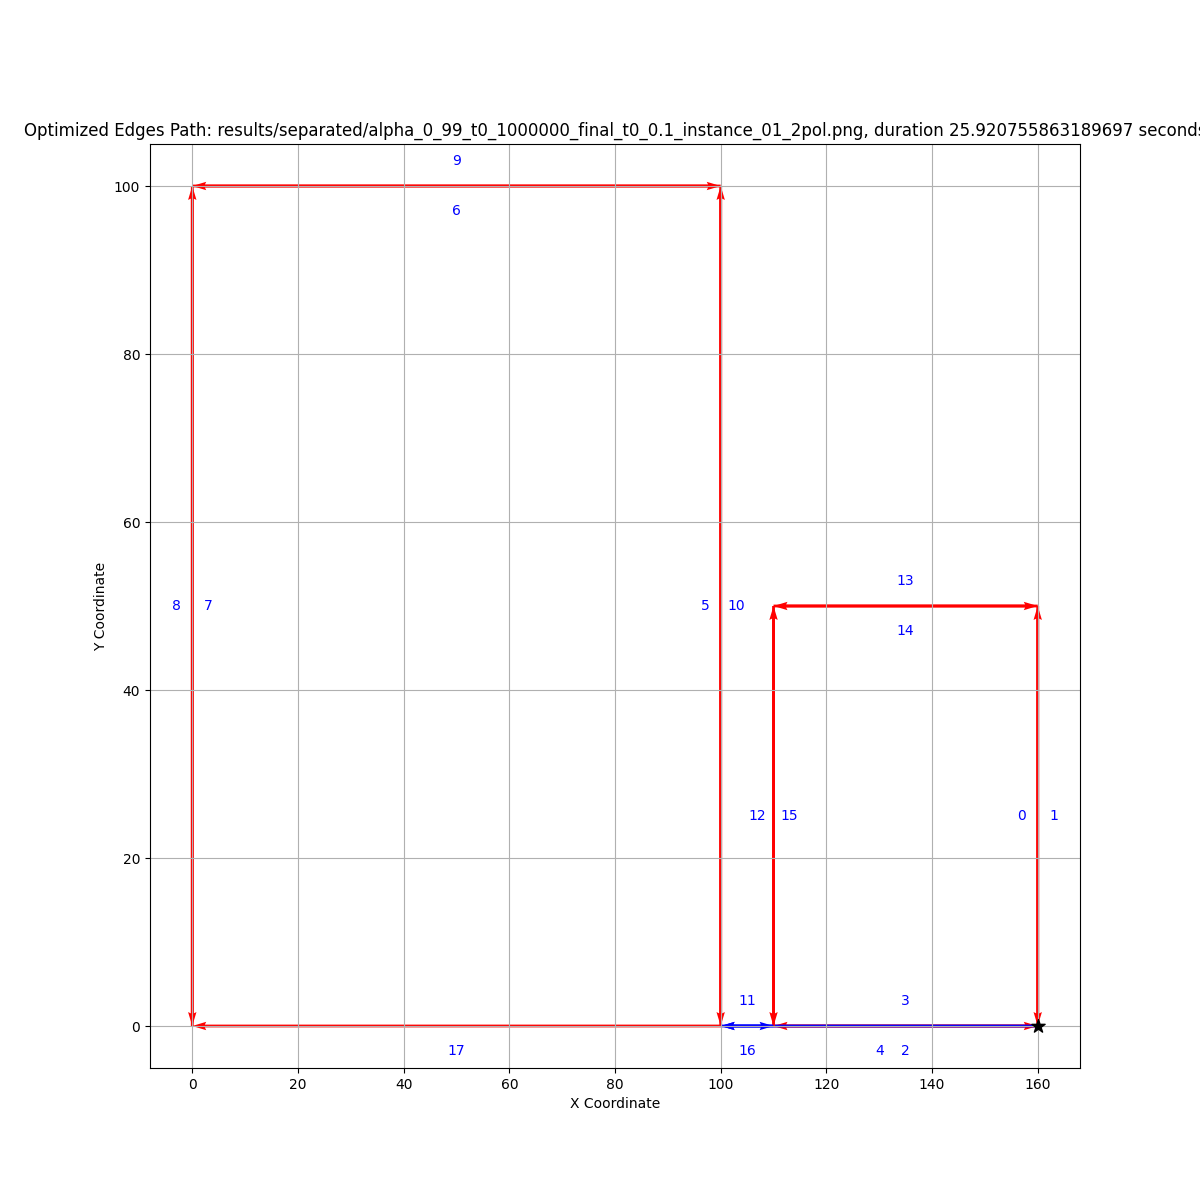 Optimized Edges Path: results/separated/alpha_0_99_t0_1000000_final_t0_0.1_instance_01_2pol.png, duration 25.920755863189697 seconds
9
100
6
80
60
13
8 7 5 10
14
Y Coordinate
40
12 15 0 1
20
11 3
0
17 16 4 2
0 20 40 60 80 100 120 140 160
X Coordinate